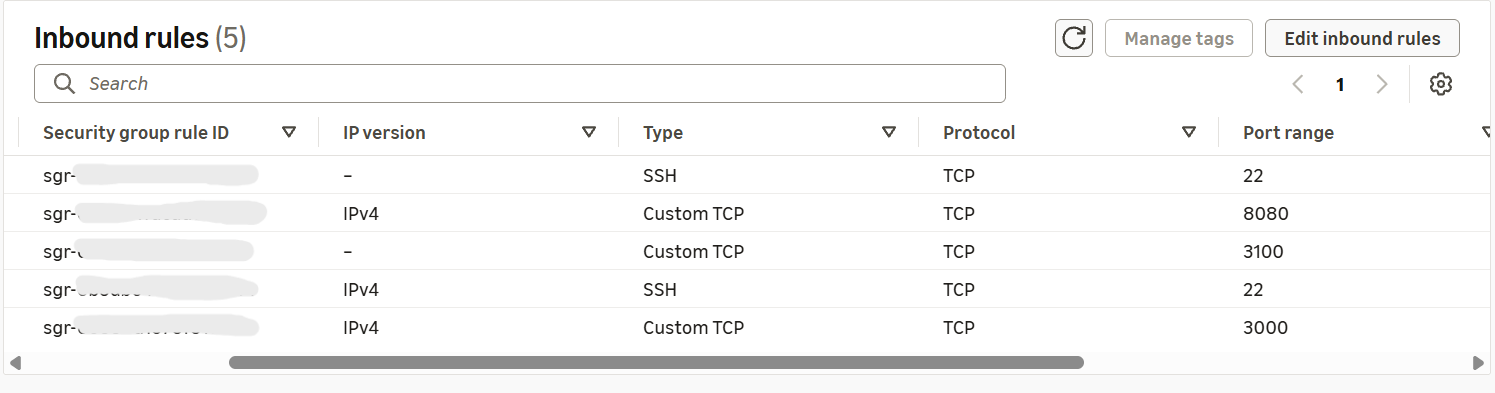 Inbound rules (5)
Manage tags
Edit inbound rules
Search
1
Security group rule ID IP version Type Protocol Port range
sgr- – SSH TCP 22
sgr- IPv4 Custom TCP TCP 8080
sgr- – Custom TCP TCP 3100
sgr- IPv4 SSH TCP 22
sgr- IPv4 Custom TCP TCP 3000